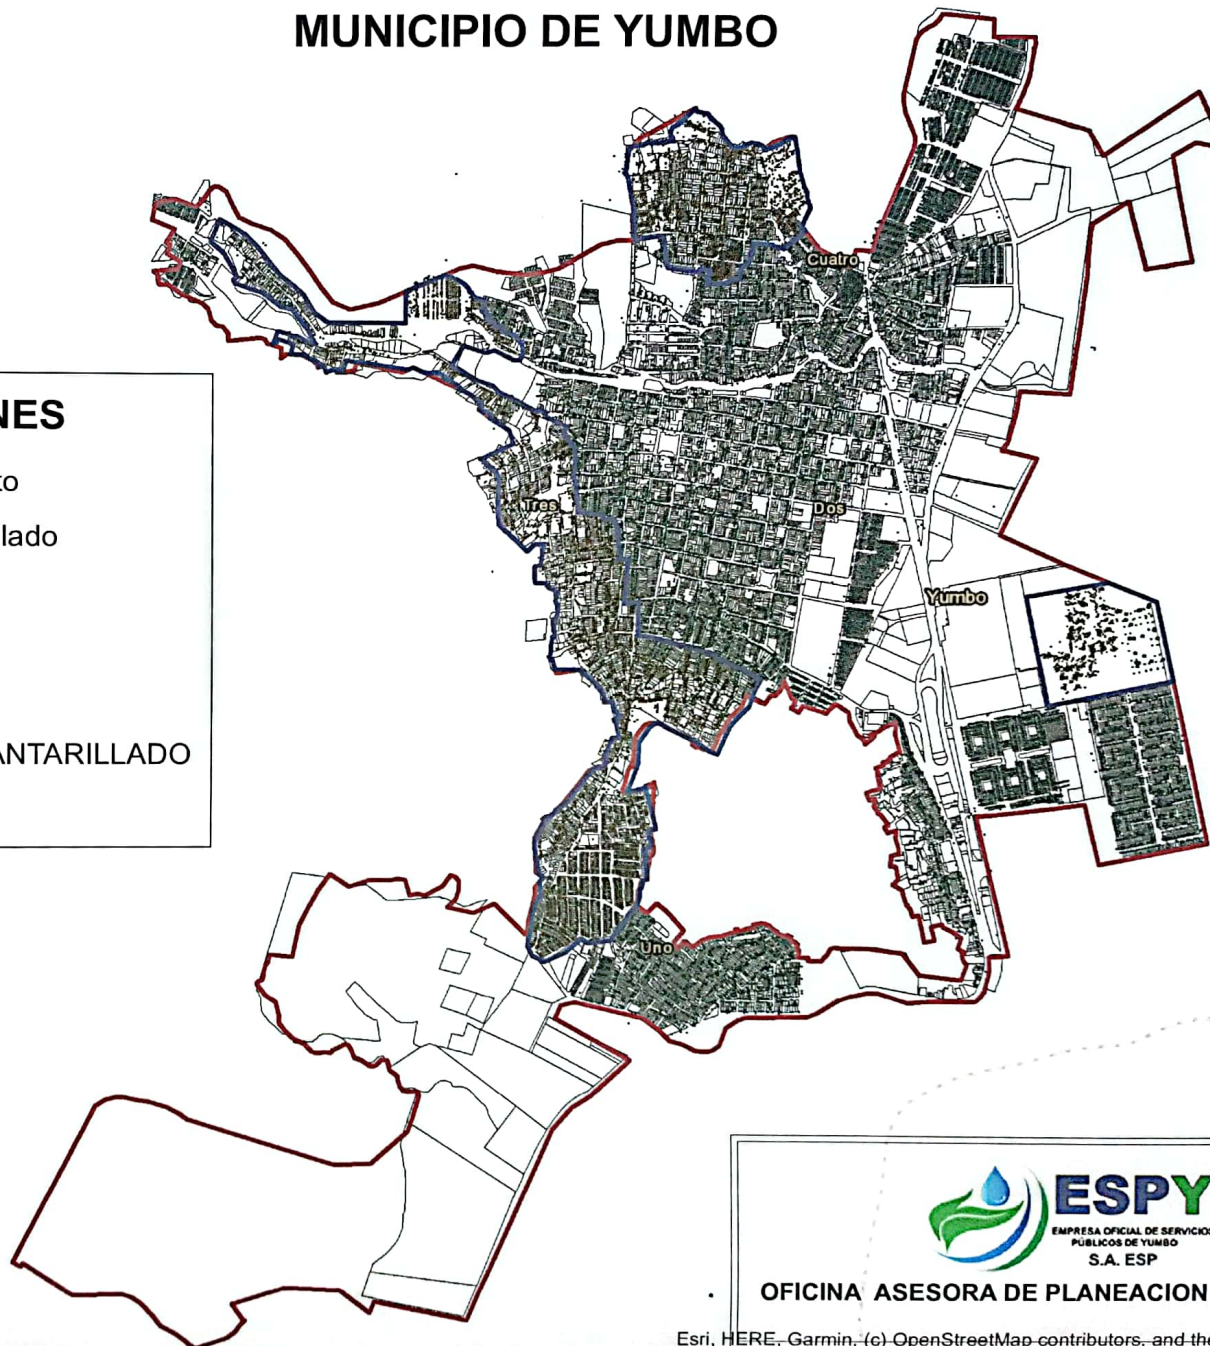 MUNICIPIO DE YUMBO
Cuatro
NES
to
lado
Tres
Dos
Yumbo
ANTARILLADO
Uno
ESPY
EMPRESA OFICIAL DE SERVICIOS
PÚBLICOS DE YUMBO
S.A. ESP
OFICINA ASESORA DE PLANEACION
Esri, HERE, Garmin, (c) OpenStreetMap contributors, and the